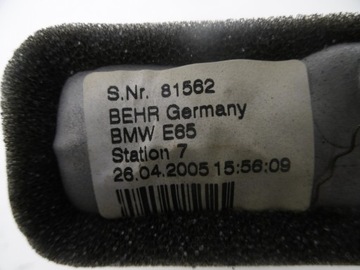 S.Nr. 81562
BEHR Germany
BMW E65
Station 7
26.04.2005 15:56:09